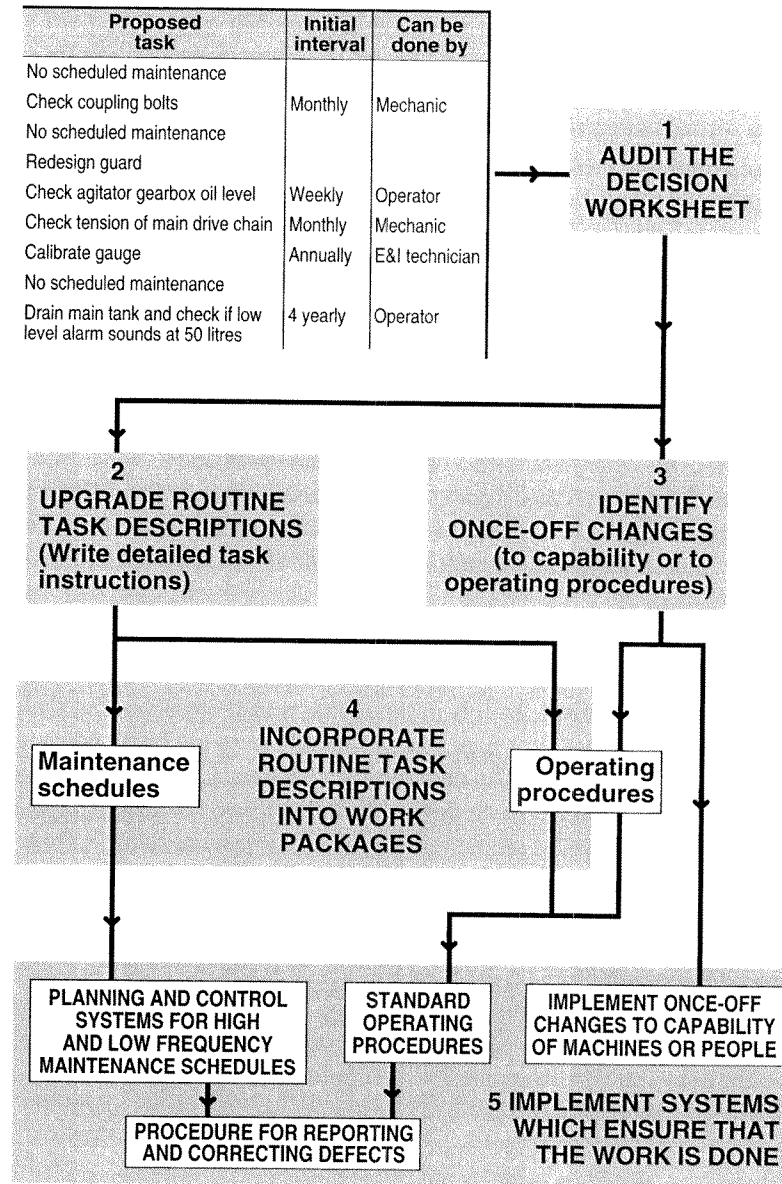 Proposed task Initial interval Can be done by
No scheduled maintenance
Check coupling bolts Monthly Mechanic
No scheduled maintenance
Redesign guard
Check agitator gearbox oil level Weekly Operator
Check tension of main drive chain Monthly Mechanic
Calibrate gauge Annually E&I technician
No scheduled maintenance
Drain main tank and check if low 4 yearly Operator
level alarm sounds at 50 litres
1
AUDIT THE
DECISION
WORKSHEET
2
UPGRADE ROUTINE
TASK DESCRIPTIONS
(Write detailed task
instructions)
3
IDENTIFY
ONCE-OFF CHANGES
(to capability or to
operating procedures)
4
INCORPORATE
ROUTINE TASK
DESCRIPTIONS
INTO WORK
PACKAGES
Maintenance
schedules
Operating
procedures
PLANNING AND CONTROL
SYSTEMS FOR HIGH
AND LOW FREQUENCY
MAINTENANCE SCHEDULES
STANDARD
OPERATING
PROCEDURES
IMPLEMENT ONCE-OFF
CHANGES TO CAPABILITY
OF MACHINES OR PEOPLE
PROCEDURE FOR REPORTING
AND CORRECTING DEFECTS
5 IMPLEMENT SYSTEMS
WHICH ENSURE THAT
THE WORK IS DONE